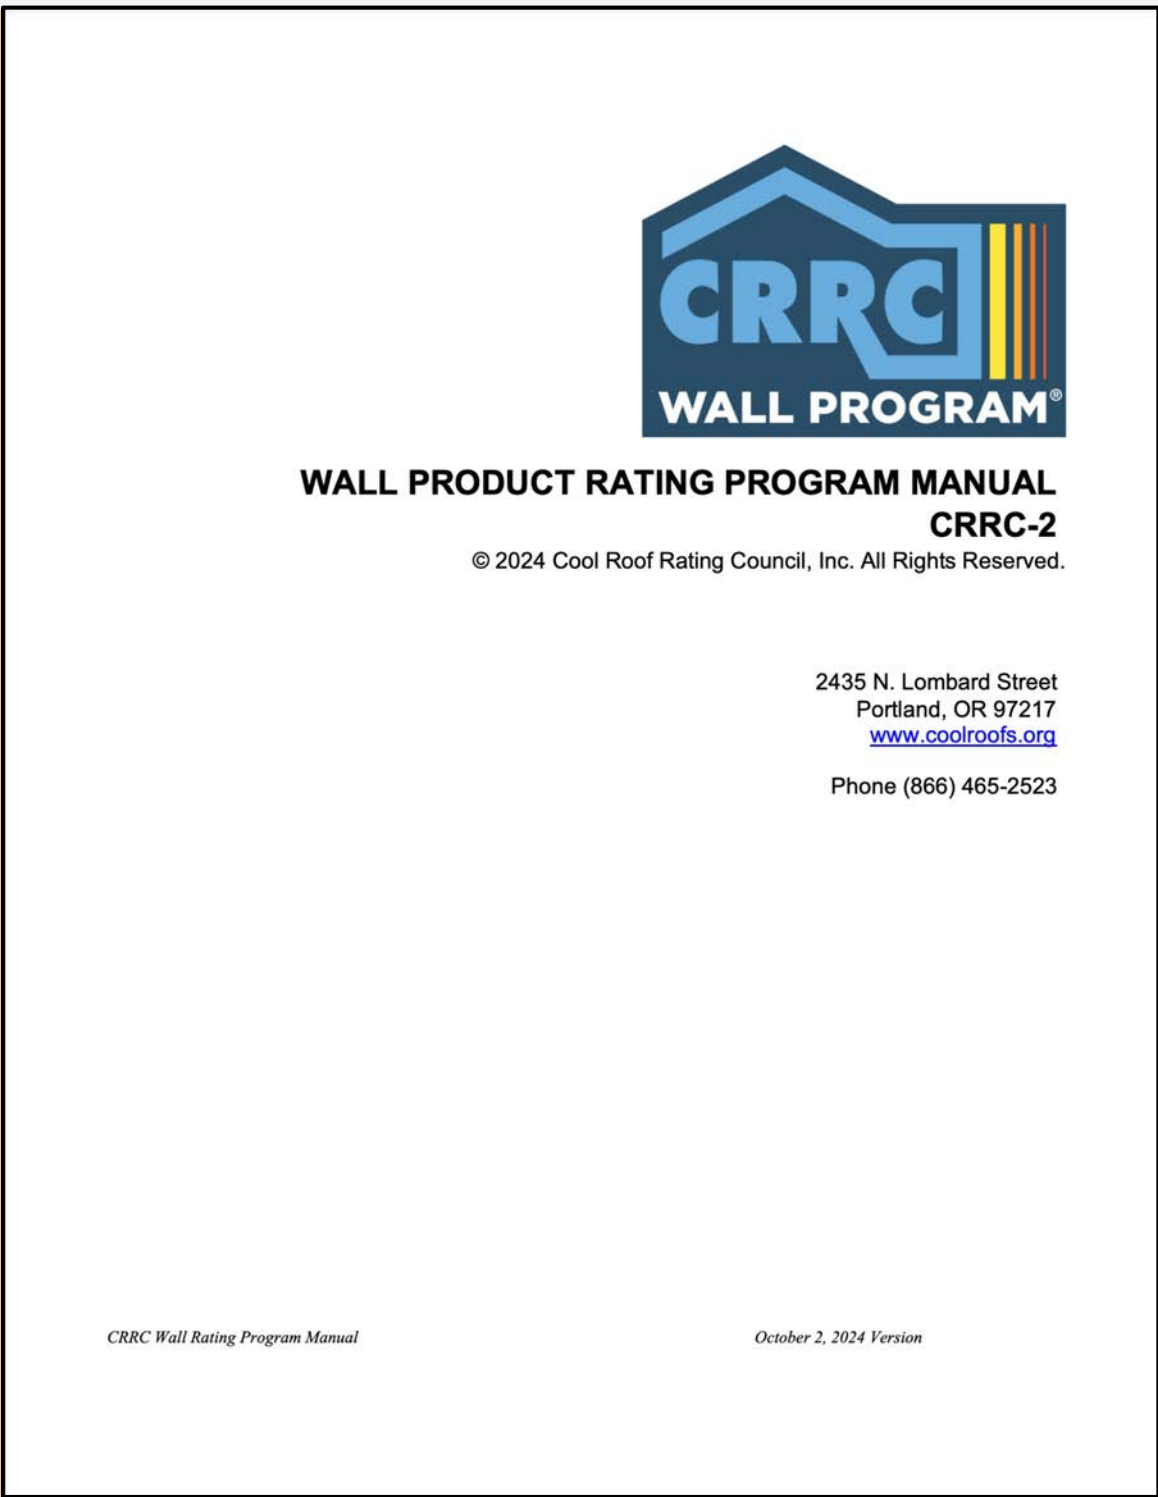 CRRC
WALL PROGRAM®
WALL PRODUCT RATING PROGRAM MANUAL
CRRC-2
© 2024 Cool Roof Rating Council, Inc. All Rights Reserved.
2435 N. Lombard Street
Portland, OR 97217
www.coolroofs.org
Phone (866) 465-2523
CRRC Wall Rating Program Manual October 2, 2024 Version